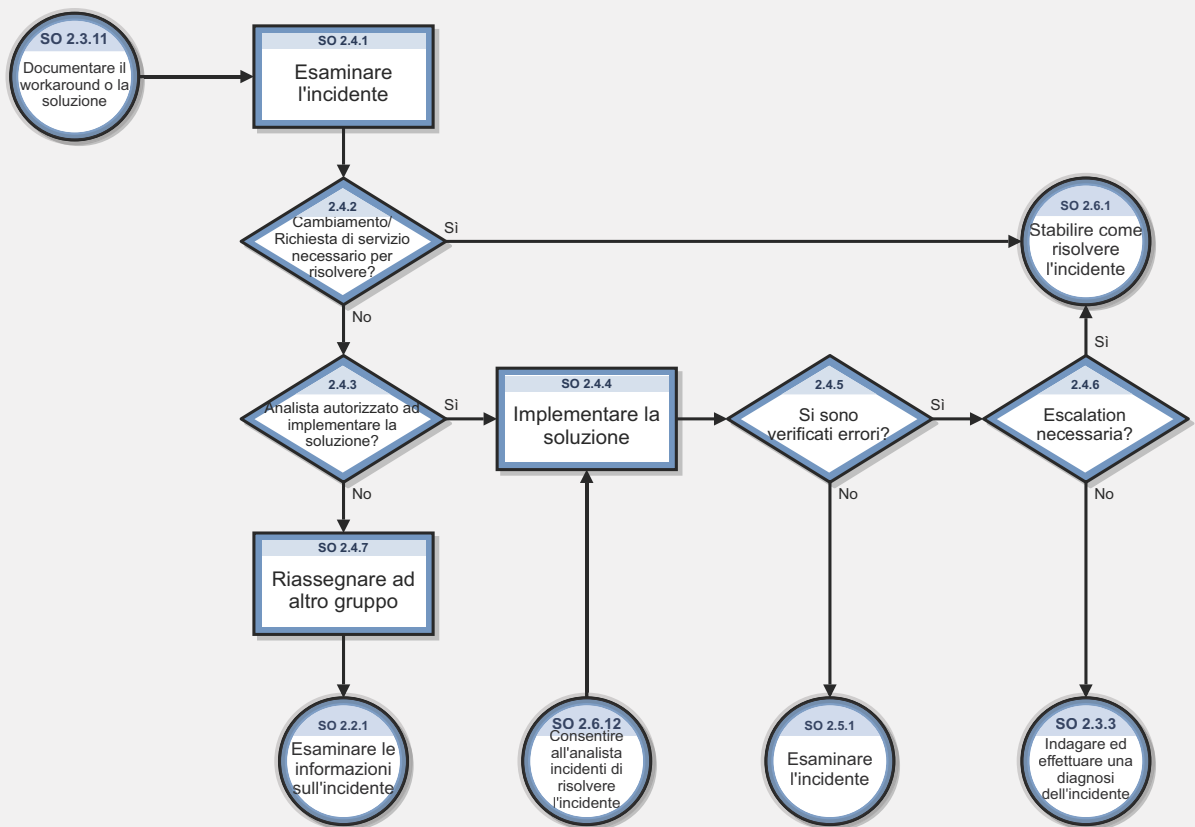 SO 2.3.11
Documentare il
workaround o la
soluzione
SO 2.4.1
Esaminare
l'incidente
2.4.2
Cambiamento/
Richiesta di servizio
necessario per
risolvere?
Sì
No
SO 2.6.1
Stabilire come
risolvere
l'incidente
Sì
2.4.3
Analista autorizzato ad
implementare la
soluzione?
Sì
No
SO 2.4.4
Implementare la
soluzione
2.4.5
Si sono
verificati errori?
Sì
No
2.4.6
Escalation
necessaria?
No
SO 2.4.7
Riassegnare ad
altro gruppo
SO 2.2.1
Esaminare le
informazioni
sull'incidente
SO 2.6.12
Consentire
all'analista
incidenti di
risolvere
l'incidente
SO 2.5.1
Esaminare
l'incidente
SO 2.3.3
Indagare ed
effettuare una
diagnosi
dell'incidente